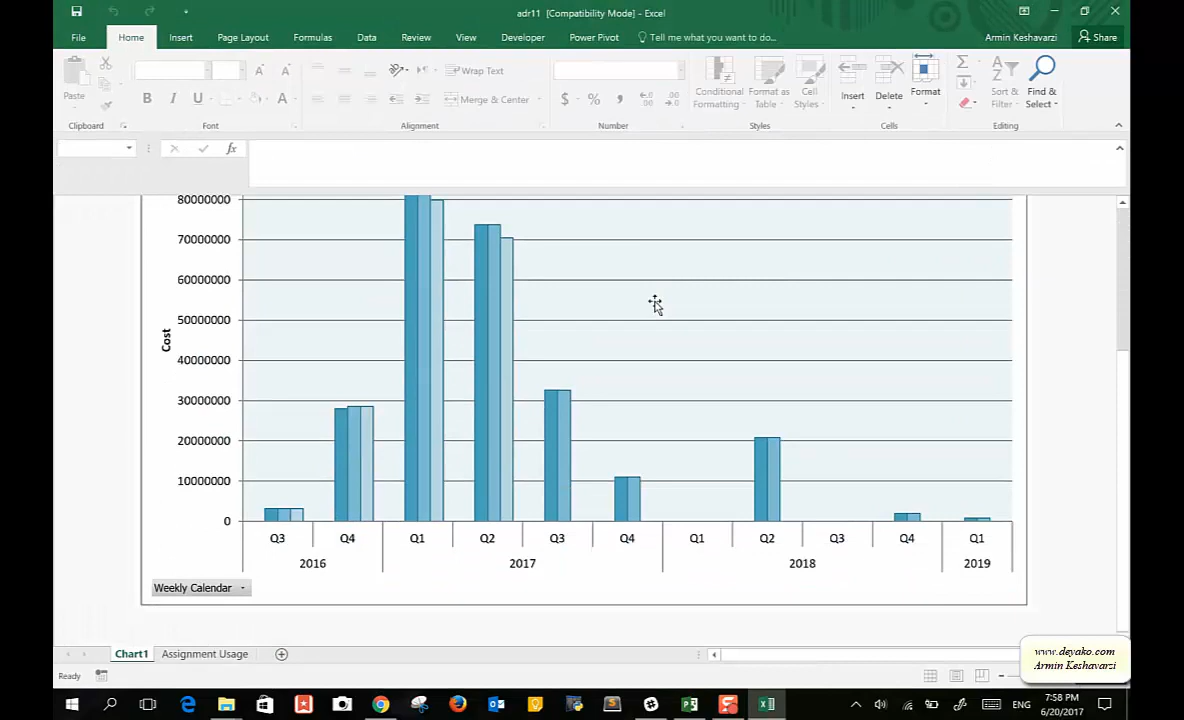 adr11 [Compatibility Mode] - Excel
File Home Insert Page Layout Formulas Data Review View Developer Power Pivot Tell me what you want to do... Armin Keshavarzi Share
Paste
B I U A A A
Wrap Text
Merge & Center
$ % ,
Conditional Formatting
Format as Table
Cell Styles
Insert Delete Format
Sort & Filter
Find & Select
Clipboard Font Alignment Number Styles Cells Editing
fx
80000000
70000000
60000000
50000000
40000000
30000000
20000000
10000000
0
Cost
Q3 Q4 Q1 Q2 Q3 Q4 Q1 Q2 Q3 Q4 Q1
2016 2017 2018 2019
Weekly Calendar
Chart1 Assignment Usage
Ready
www.deyako.com
Armin Keshavarzi
ENG
7:58 PM
6/20/2017